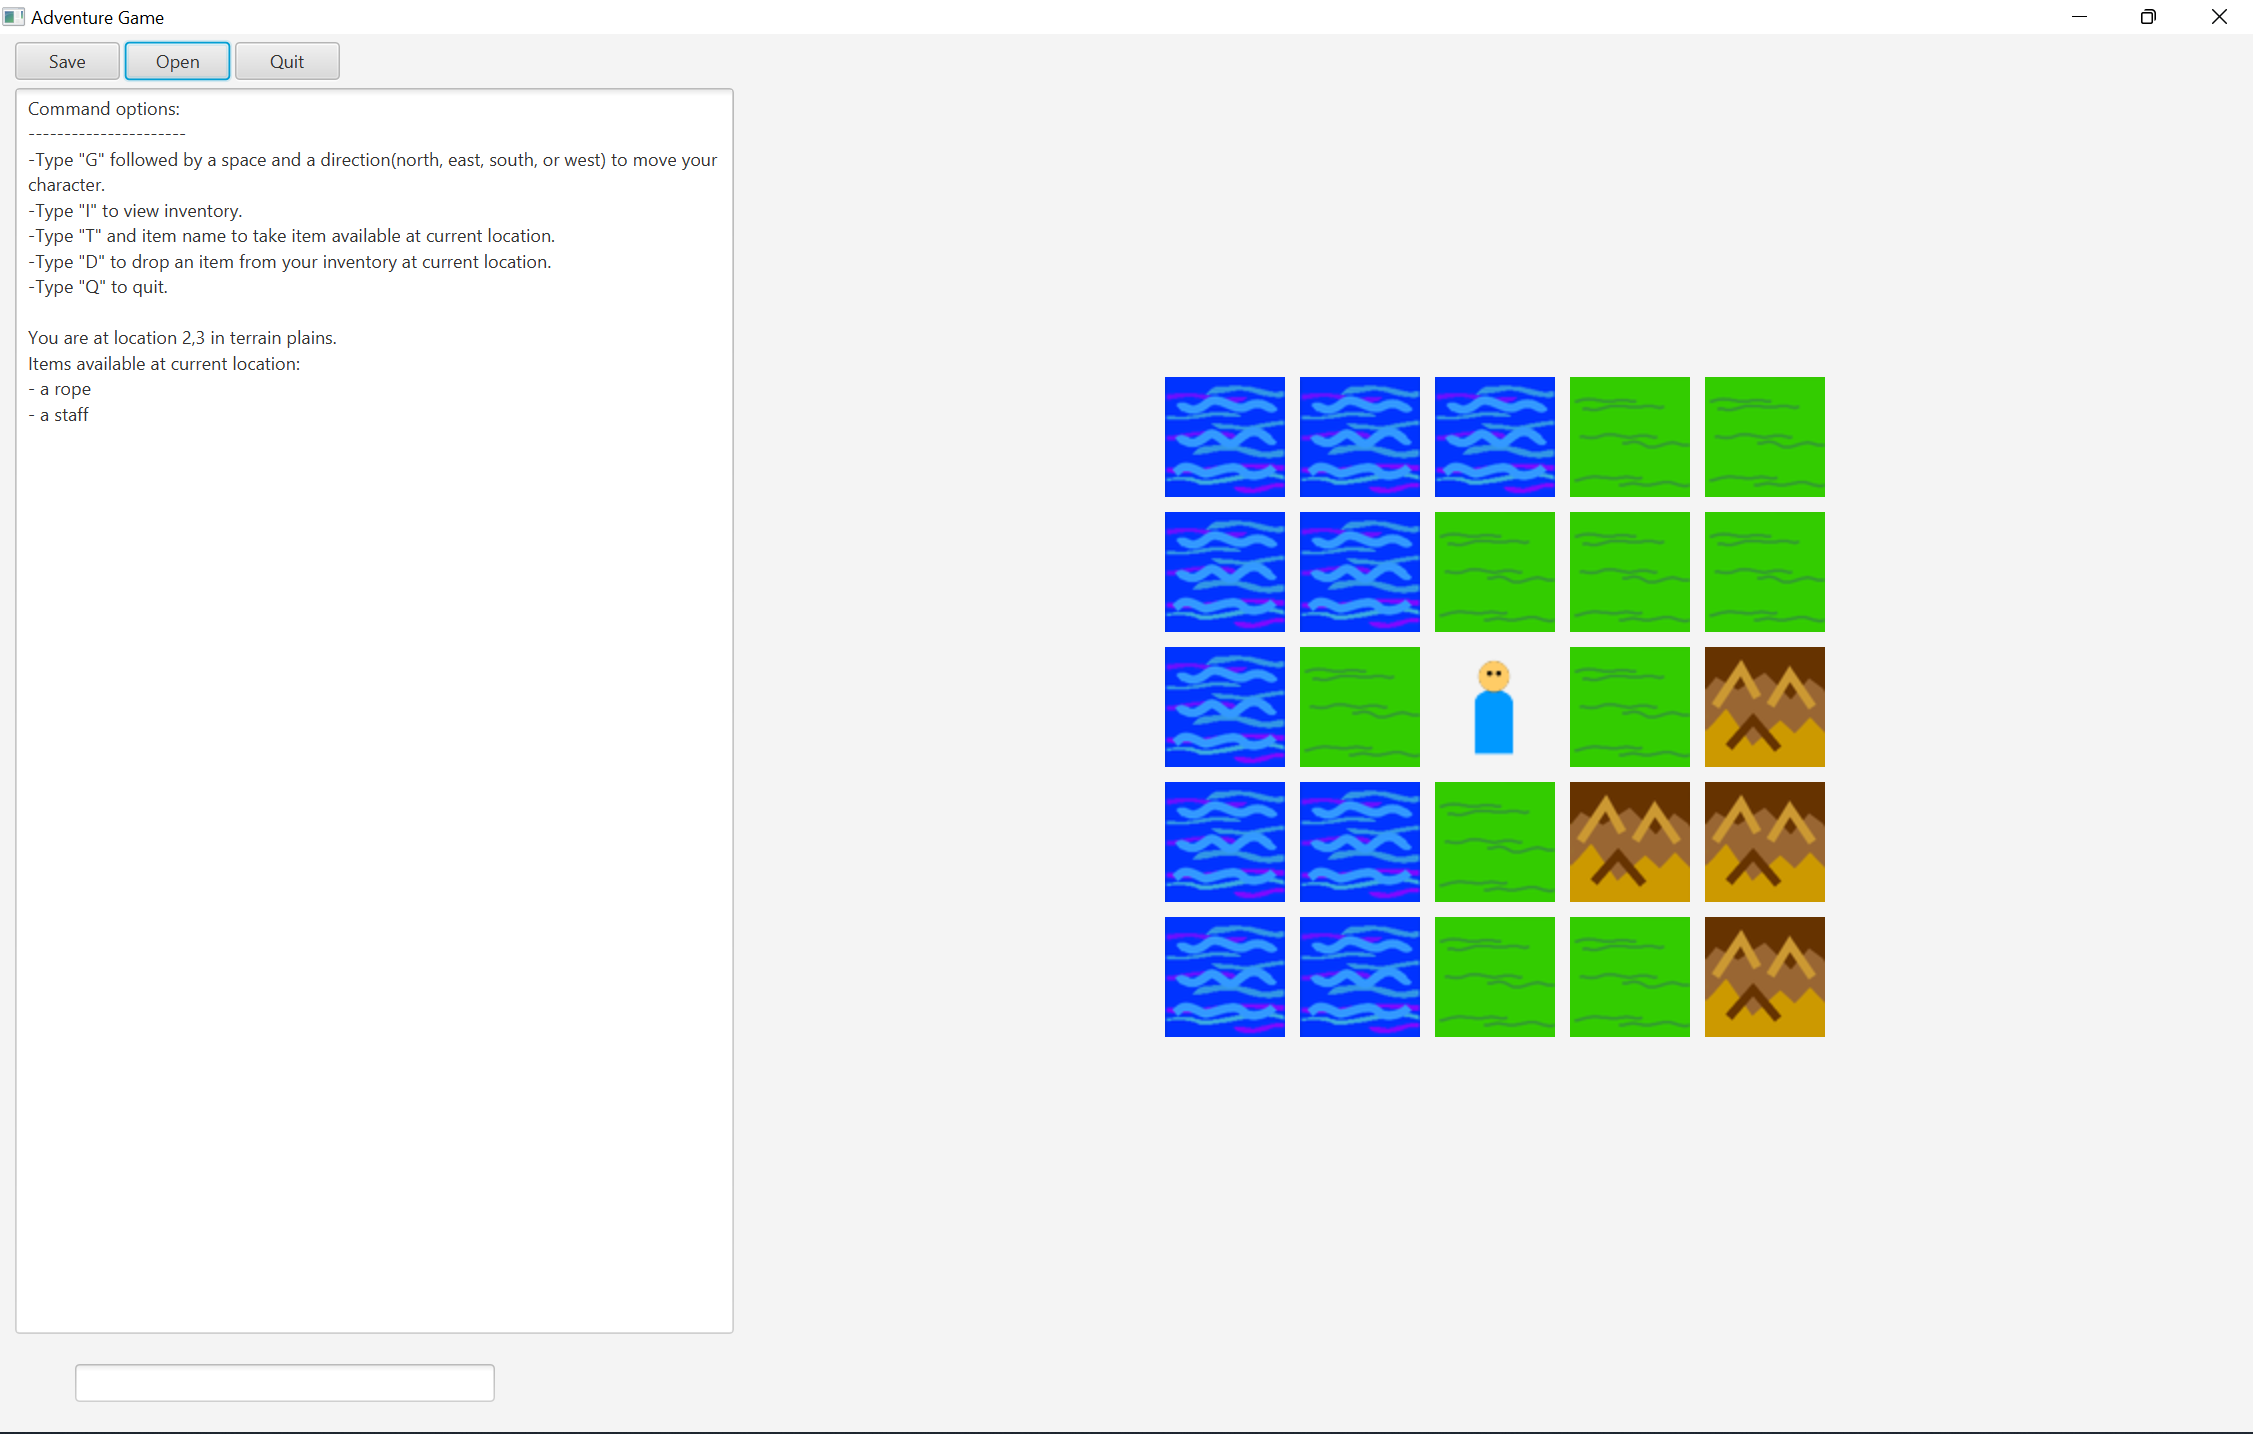 Adventure Game
Save Open Quit
Command options:
----------------------
-Type "G" followed by a space and a direction(north, east, south, or west) to move your
character.
-Type "I" to view inventory.
-Type "T" and item name to take item available at current location.
-Type "D" to drop an item from your inventory at current location.
-Type "Q" to quit.
You are at location 2,3 in terrain plains.
Items available at current location:
- a rope
- a staff